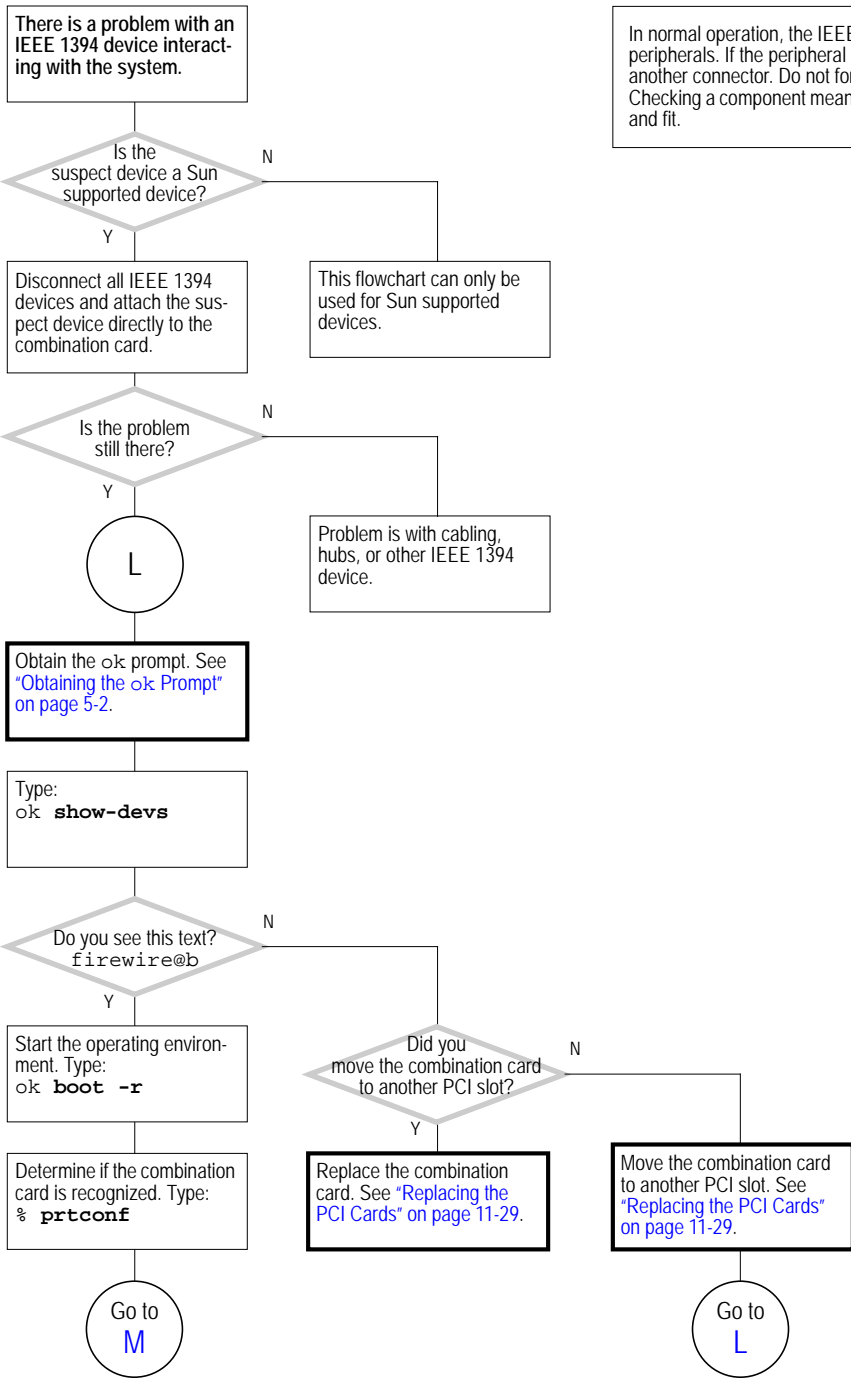 There is a problem with an
IEEE 1394 device interact-
ing with the system.
In normal operation, the IEEE
peripherals. If the peripheral
another connector. Do not for
Checking a component mean
and fit.
Is the
suspect device a Sun
supported device?
N
Y
Disconnect all IEEE 1394
devices and attach the sus-
pect device directly to the
combination card.
This flowchart can only be
used for Sun supported
devices.
Is the problem
still there?
N
Y
L
Problem is with cabling,
hubs, or other IEEE 1394
device.
Obtain the ok prompt. See
"Obtaining the ok Prompt"
on page 5-2.
Type:
ok show-devs
Do you see this text?
firewire@b
N
Y
Start the operating environ-
ment. Type:
ok boot -r
Did you
move the combination card
to another PCI slot?
N
Y
Determine if the combination
card is recognized. Type:
% prtconf
Replace the combination
card. See "Replacing the
PCI Cards" on page 11-29.
Move the combination card
to another PCI slot. See
"Replacing the PCI Cards"
on page 11-29.
Go to
M
Go to
L